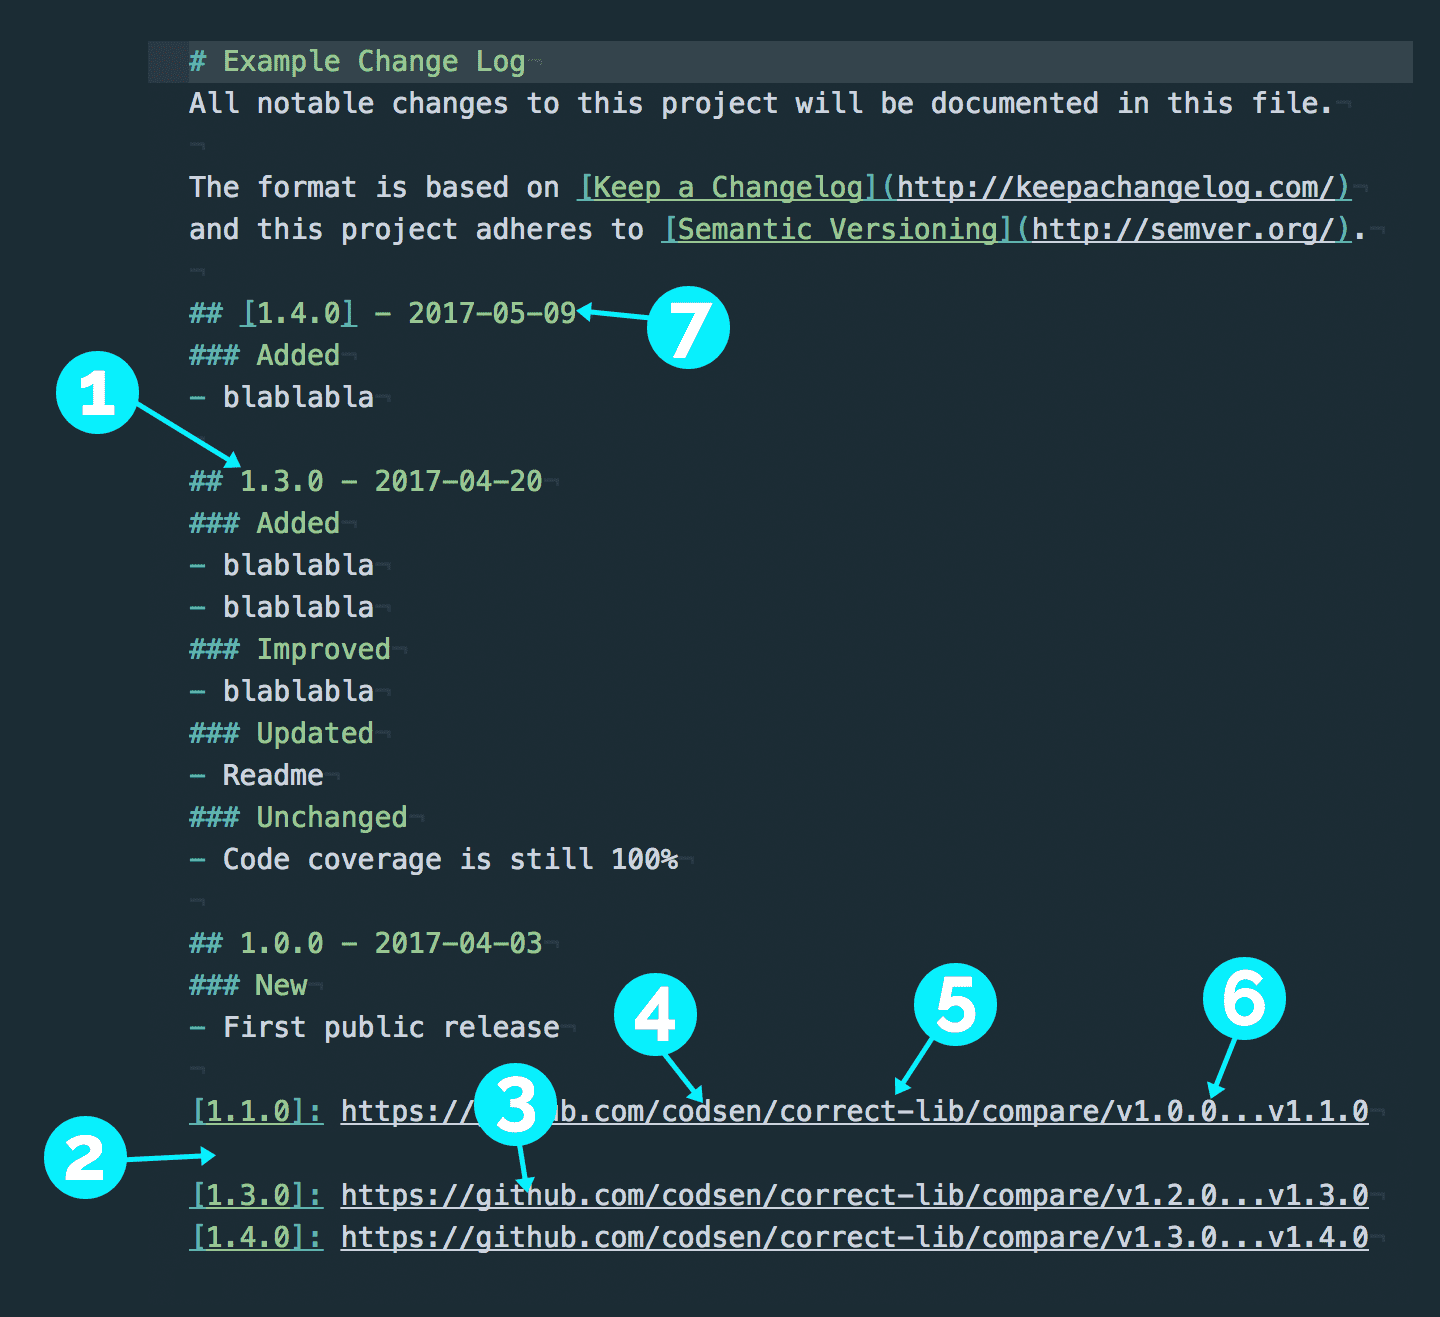 # Example Change Log
All notable changes to this project will be documented in this file.
The format is based on [Keep a Changelog](http://keepachangelog.com/)
and this project adheres to [Semantic Versioning](http://semver.org/).
## [1.4.0] - 2017-05-09
7
### Added
1
- blablabla
## 1.3.0 - 2017-04-20
### Added
- blablabla
- blablabla
### Improved
- blablabla
### Updated
- Readme
### Unchanged
- Code coverage is still 100%
## 1.0.0 - 2017-04-03
### New
4
5
6
- First public release
3
[1.1.0]: https:// b.com/codsen/correct-lib/compare/v1.0.0...v1.1.0
2
[1.3.0]: https://github.com/codsen/correct-lib/compare/v1.2.0...v1.3.0
[1.4.0]: https://github.com/codsen/correct-lib/compare/v1.3.0...v1.4.0